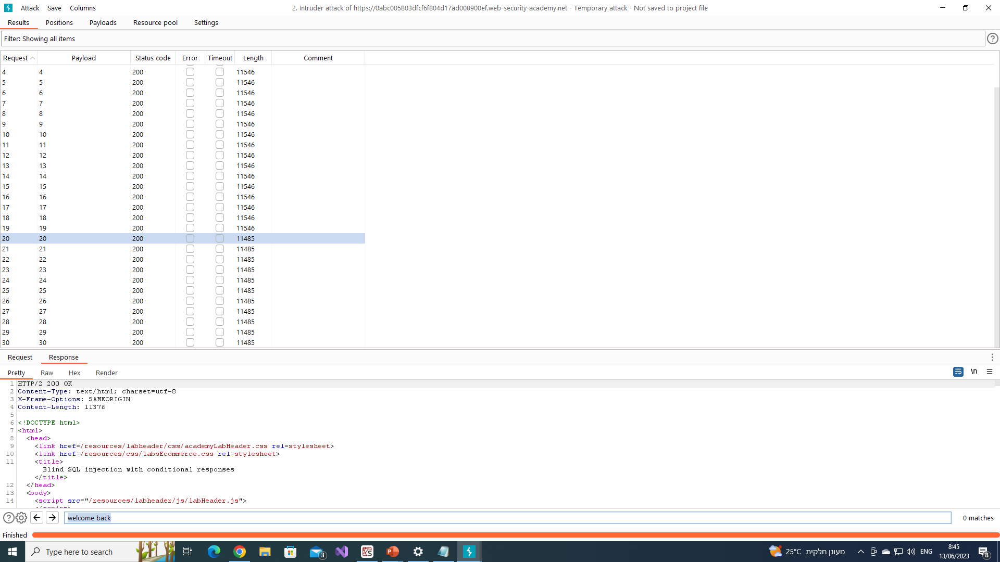 Attack Save Columns 2. Intruder attack of https://0abc005803dfcf6f804d17ad008900ef.web-security-academy.net - Temporary attack - Not saved to project file
Results Positions Payloads Resource pool Settings
Filter: Showing all items
Request Payload Status code Error Timeout Length Comment
4 4 200 11546
5 5 200 11546
6 6 200 11546
7 7 200 11546
8 8 200 11546
9 9 200 11546
10 10 200 11546
11 11 200 11546
12 12 200 11546
13 13 200 11546
14 14 200 11546
15 15 200 11546
16 16 200 11546
17 17 200 11546
18 18 200 11546
19 19 200 11546
20 20 200 11485
21 21 200 11485
22 22 200 11485
23 23 200 11485
24 24 200 11485
25 25 200 11485
26 26 200 11485
27 27 200 11485
28 28 200 11485
29 29 200 11485
30 30 200 11485
Request Response
Pretty Raw Hex Render \n
1 HTTP/2 200 OK
2 Content-Type: text/html; charset=utf-8
3 X-Frame-Options: SAMEORIGIN
4 Content-Length: 11376
5
6 <!DOCTYPE html>
7 <html>
8 <head>
9 <link href=/resources/labheader/css/academyLabHeader.css rel=stylesheet>
10 <link href=/resources/css/labsEcommerce.css rel=stylesheet>
11 <title>
Blind SQL injection with conditional responses
</title>
12 </head>
13 <body>
14 <script src="/resources/labheader/js/labHeader.js">
</script>
welcome back 0 matches
Finished
Type here to search 3 25°C מעונן חלקית ENG 8:45
13/06/2023 8